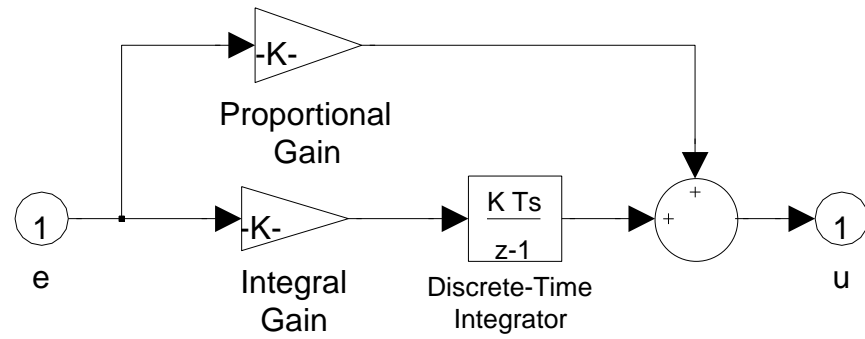 -K-
Proportional
Gain
+
1
-K-
K Ts
z-1
+
1
e
Integral
Gain
Discrete-Time
Integrator
u